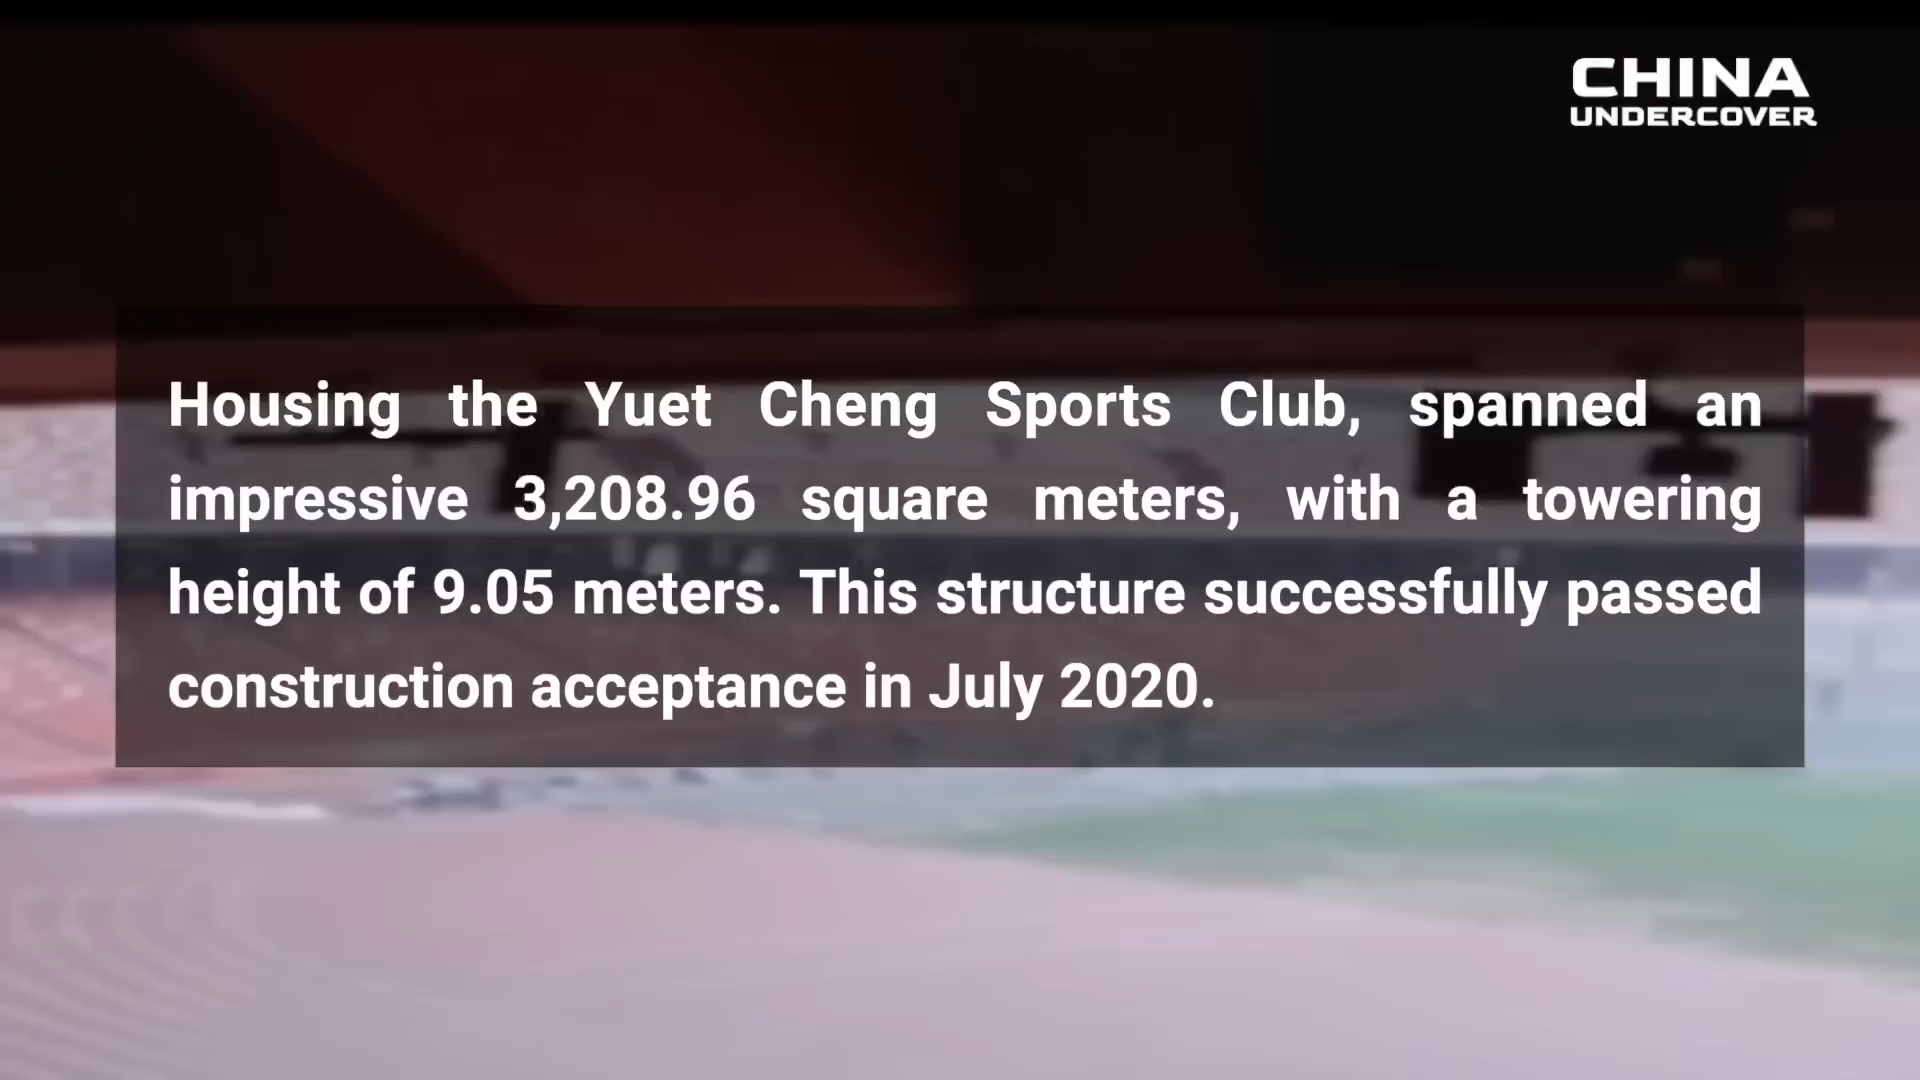 CHINA
UNDERCOVER
Housing the Yuet Cheng Sports Club, spanned an
impressive 3,208.96 square meters, with a towering
height of 9.05 meters. This structure successfully passed
construction acceptance in July 2020.